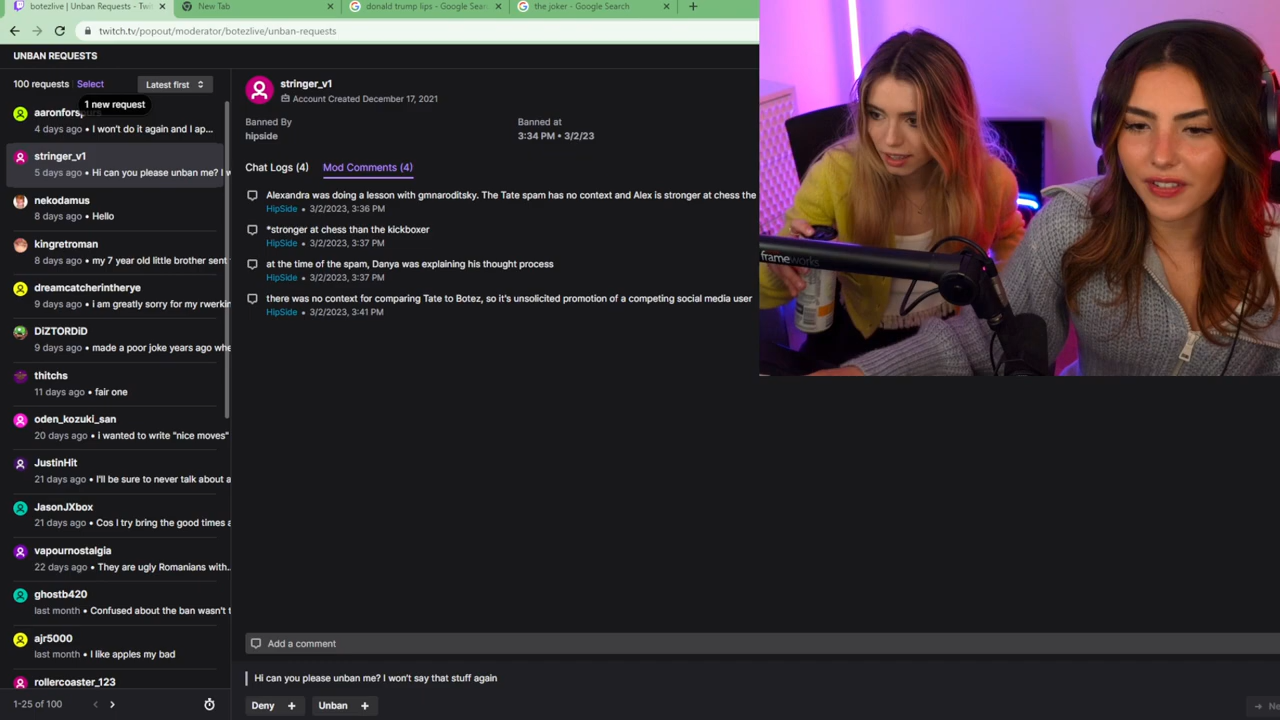 botezlive | Unban Requests - Twit
New Tab
donald trump lips - Google Sear
the joker - Google Search
twitch.tv/popout/moderator/botezlive/unban-requests
UNBAN REQUESTS
100 requests Select Latest first
1 new request
aaronforspurs
4 days ago • I won't do it again and I ap...
stringer_v1
5 days ago • Hi can you please unban me? I w
nekodamus
8 days ago • Hello
kingretroman
8 days ago • my 7 year old little brother sent
dreamcatcherintherye
9 days ago • i am greatly sorry for my rwerkin
DiZTORDiD
9 days ago • made a poor joke years ago whe
thitchs
11 days ago • fair one
oden_kozuki_san
20 days ago • i wanted to write "nice moves"
JustinHit
21 days ago • I'll be sure to never talk about a
JasonJXbox
21 days ago • Cos I try bring the good times a
vapournostalgia
22 days ago • They are ugly Romanians with...
ghostb420
last month • Confused about the ban wasn't t
ajr5000
last month • I like apples my bad
rollercoaster_123
1-25 of 100
stringer_v1
Account Created December 17, 2021
Banned By
hipside
Banned at
3:34 PM • 3/2/23
Chat Logs (4) Mod Comments (4)
Alexandra was doing a lesson with gmnaroditsky. The Tate spam has no context and Alex is stronger at chess the
HipSide • 3/2/2023, 3:36 PM
*stronger at chess than the kickboxer
HipSide • 3/2/2023, 3:37 PM
at the time of the spam, Danya was explaining his thought process
HipSide • 3/2/2023, 3:37 PM
there was no context for comparing Tate to Botez, so it's unsolicited promotion of a competing social media user
HipSide • 3/2/2023, 3:41 PM
Add a comment
Hi can you please unban me? I won't say that stuff again
Deny + Unban +
Ne
frameworks